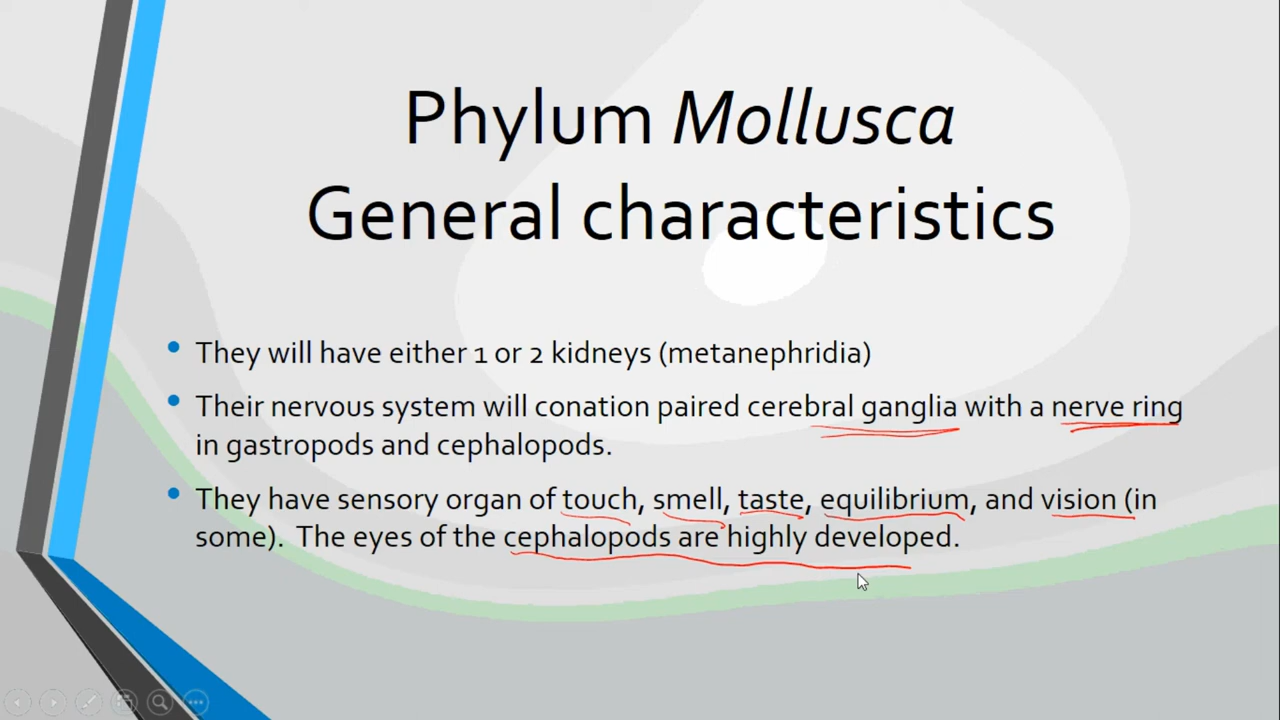 Phylum Mollusca
General characteristics
• They will have either 1 or 2 kidneys (metanephridia)
• Their nervous system will conation paired cerebral ganglia with a nerve ring
in gastropods and cephalopods.
• They have sensory organ of touch, smell, taste, equilibrium, and vision (in
some).  The eyes of the cephalopods are highly developed.